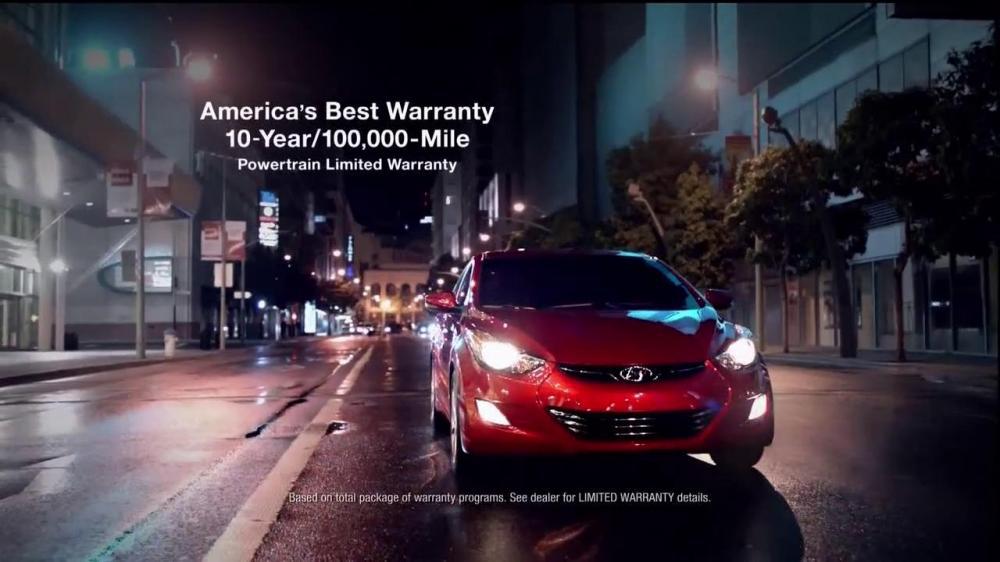 America's Best Warranty
10-Year/100,000-Mile
Powertrain Limited Warranty
Based on total package of warranty programs. See dealer for LIMITED WARRANTY details.